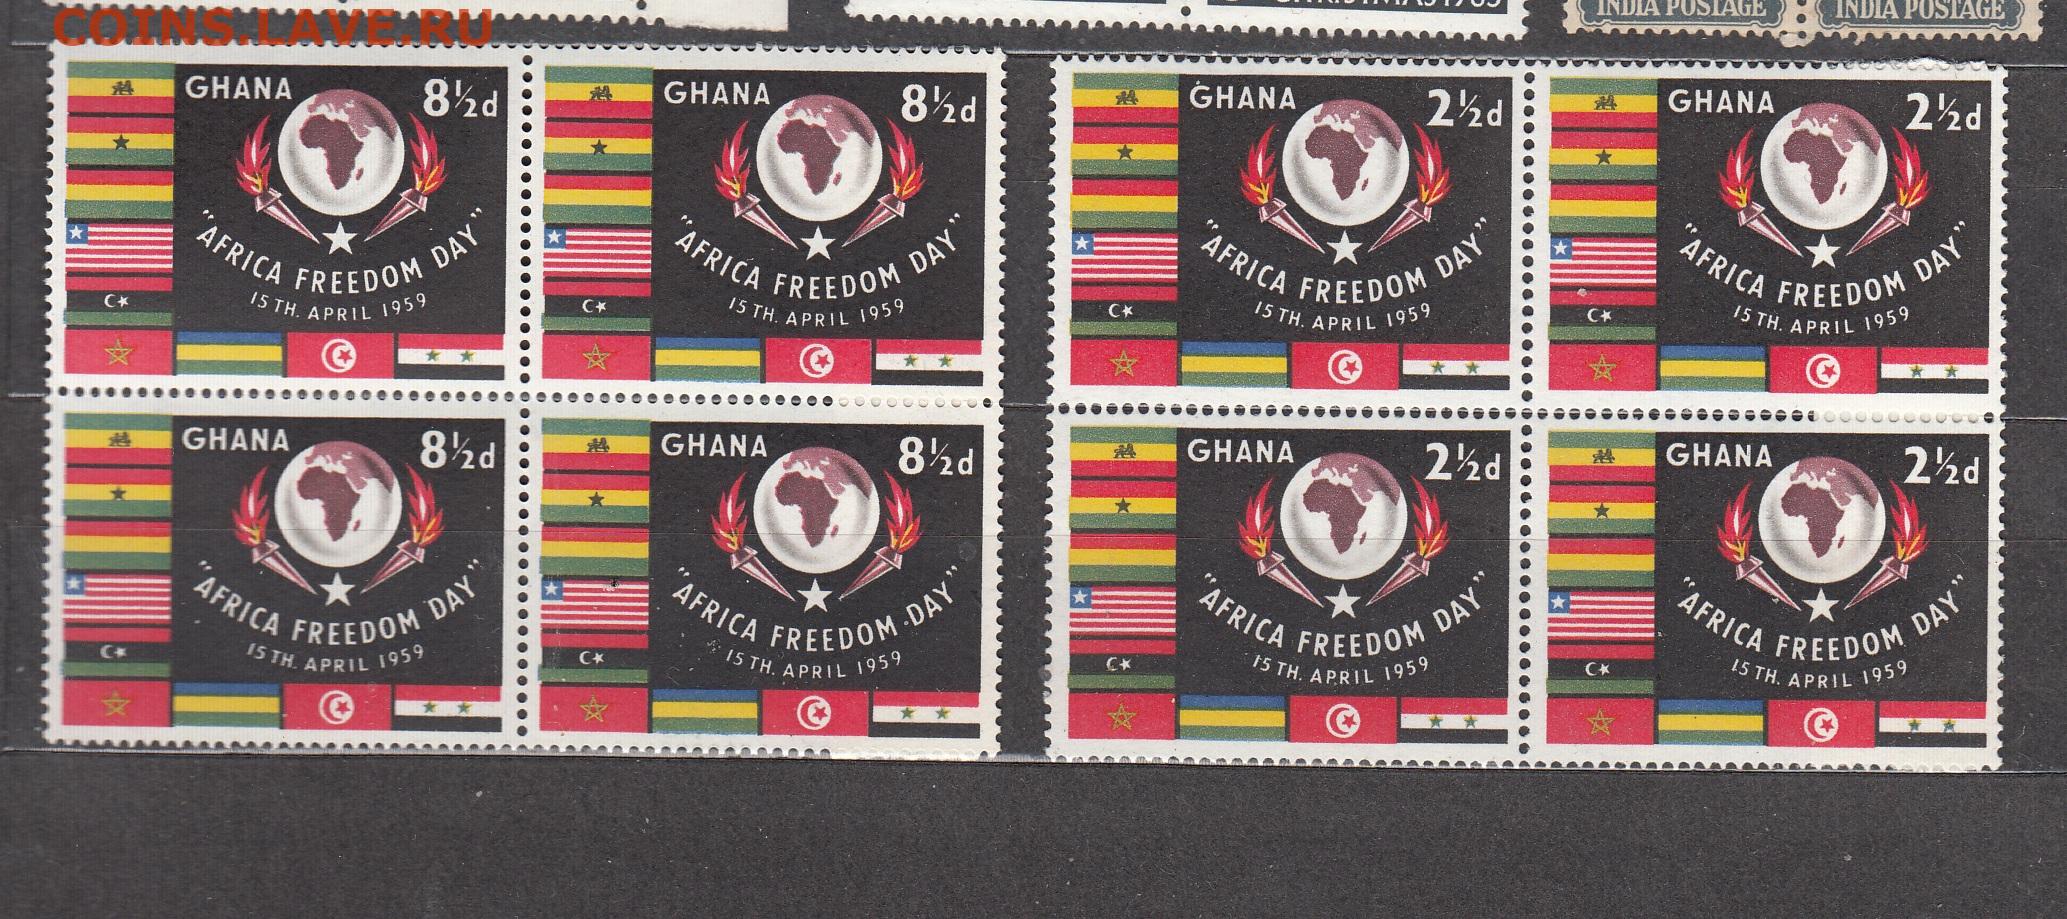 COINS.LAVE.RU
CHRISTMAS 1965
INDIA POSTAGE
INDIA POSTAGE
GHANA 8½d
"AFRICA FREEDOM DAY"
15TH. APRIL 1959
GHANA 8½d
"AFRICA FREEDOM DAY"
15TH. APRIL 1959
GHANA 2½d
"AFRICA FREEDOM DAY"
15TH. APRIL 1959
GHANA 2½d
"AFRICA FREEDOM DAY"
15TH. APRIL 1959
GHANA 8½d
"AFRICA FREEDOM DAY"
15TH. APRIL 1959
GHANA 8½d
"AFRICA FREEDOM DAY"
15TH. APRIL 1959
GHANA 2½d
"AFRICA FREEDOM DAY"
15TH. APRIL 1959
GHANA 2½d
"AFRICA FREEDOM DAY"
15TH. APRIL 1959